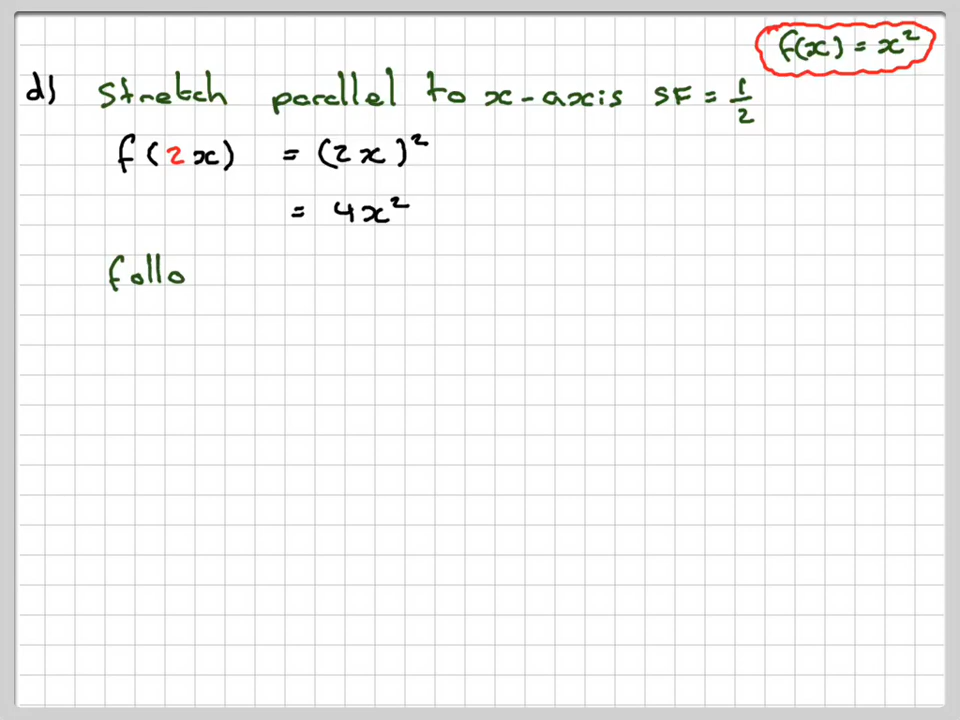 f(x) = x²
d) Stretch parallel to x-axis SF = 1/2
f(2x) = (2x)²
= 4x²
follo